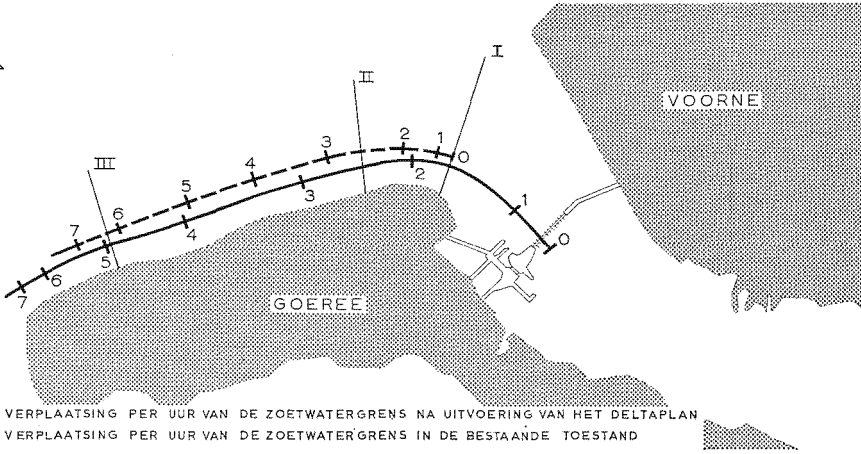 I
II
VOORNE
3
2
1
0
III
4
2
5
3
1
6
7
4
0
5
6
7
GOEREE
VERPLAATSING PER UUR VAN DE ZOETWATERGRENS NA UITVOERING VAN HET DELTAPLAN
VERPLAATSING PER UUR VAN DE ZOETWATERGRENS IN DE BESTAANDE TOESTAND